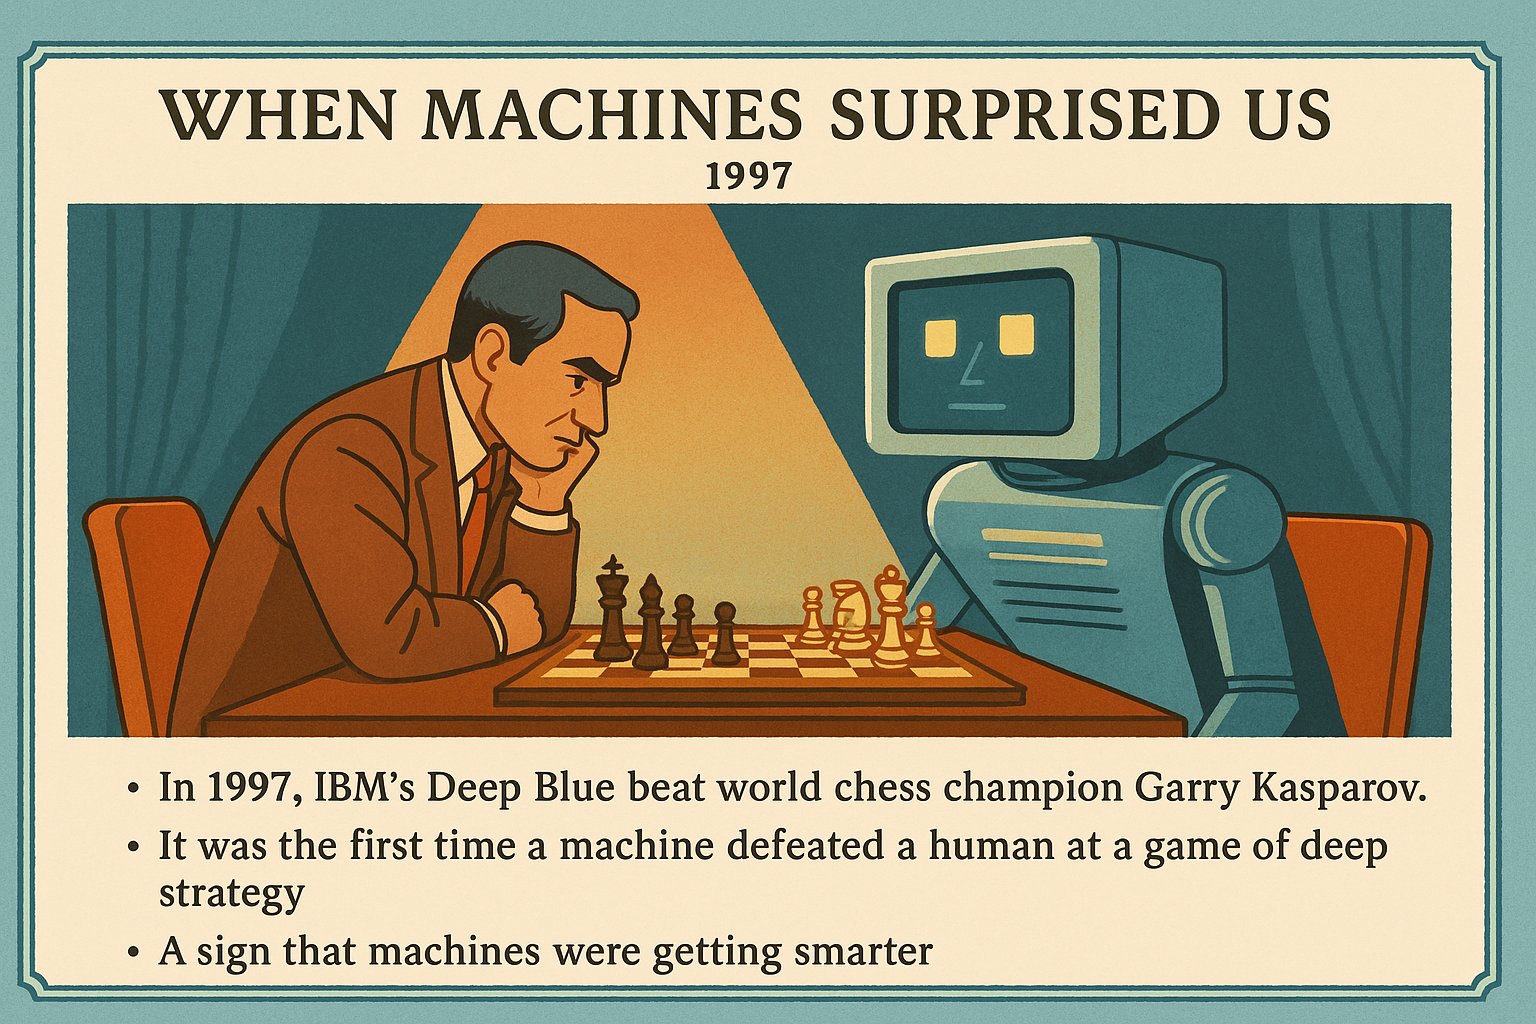 WHEN MACHINES SURPRISED US
1997
• In 1997, IBM’s Deep Blue beat world chess champion Garry Kasparov.
• It was the first time a machine defeated a human at a game of deep
strategy
• A sign that machines were getting smarter